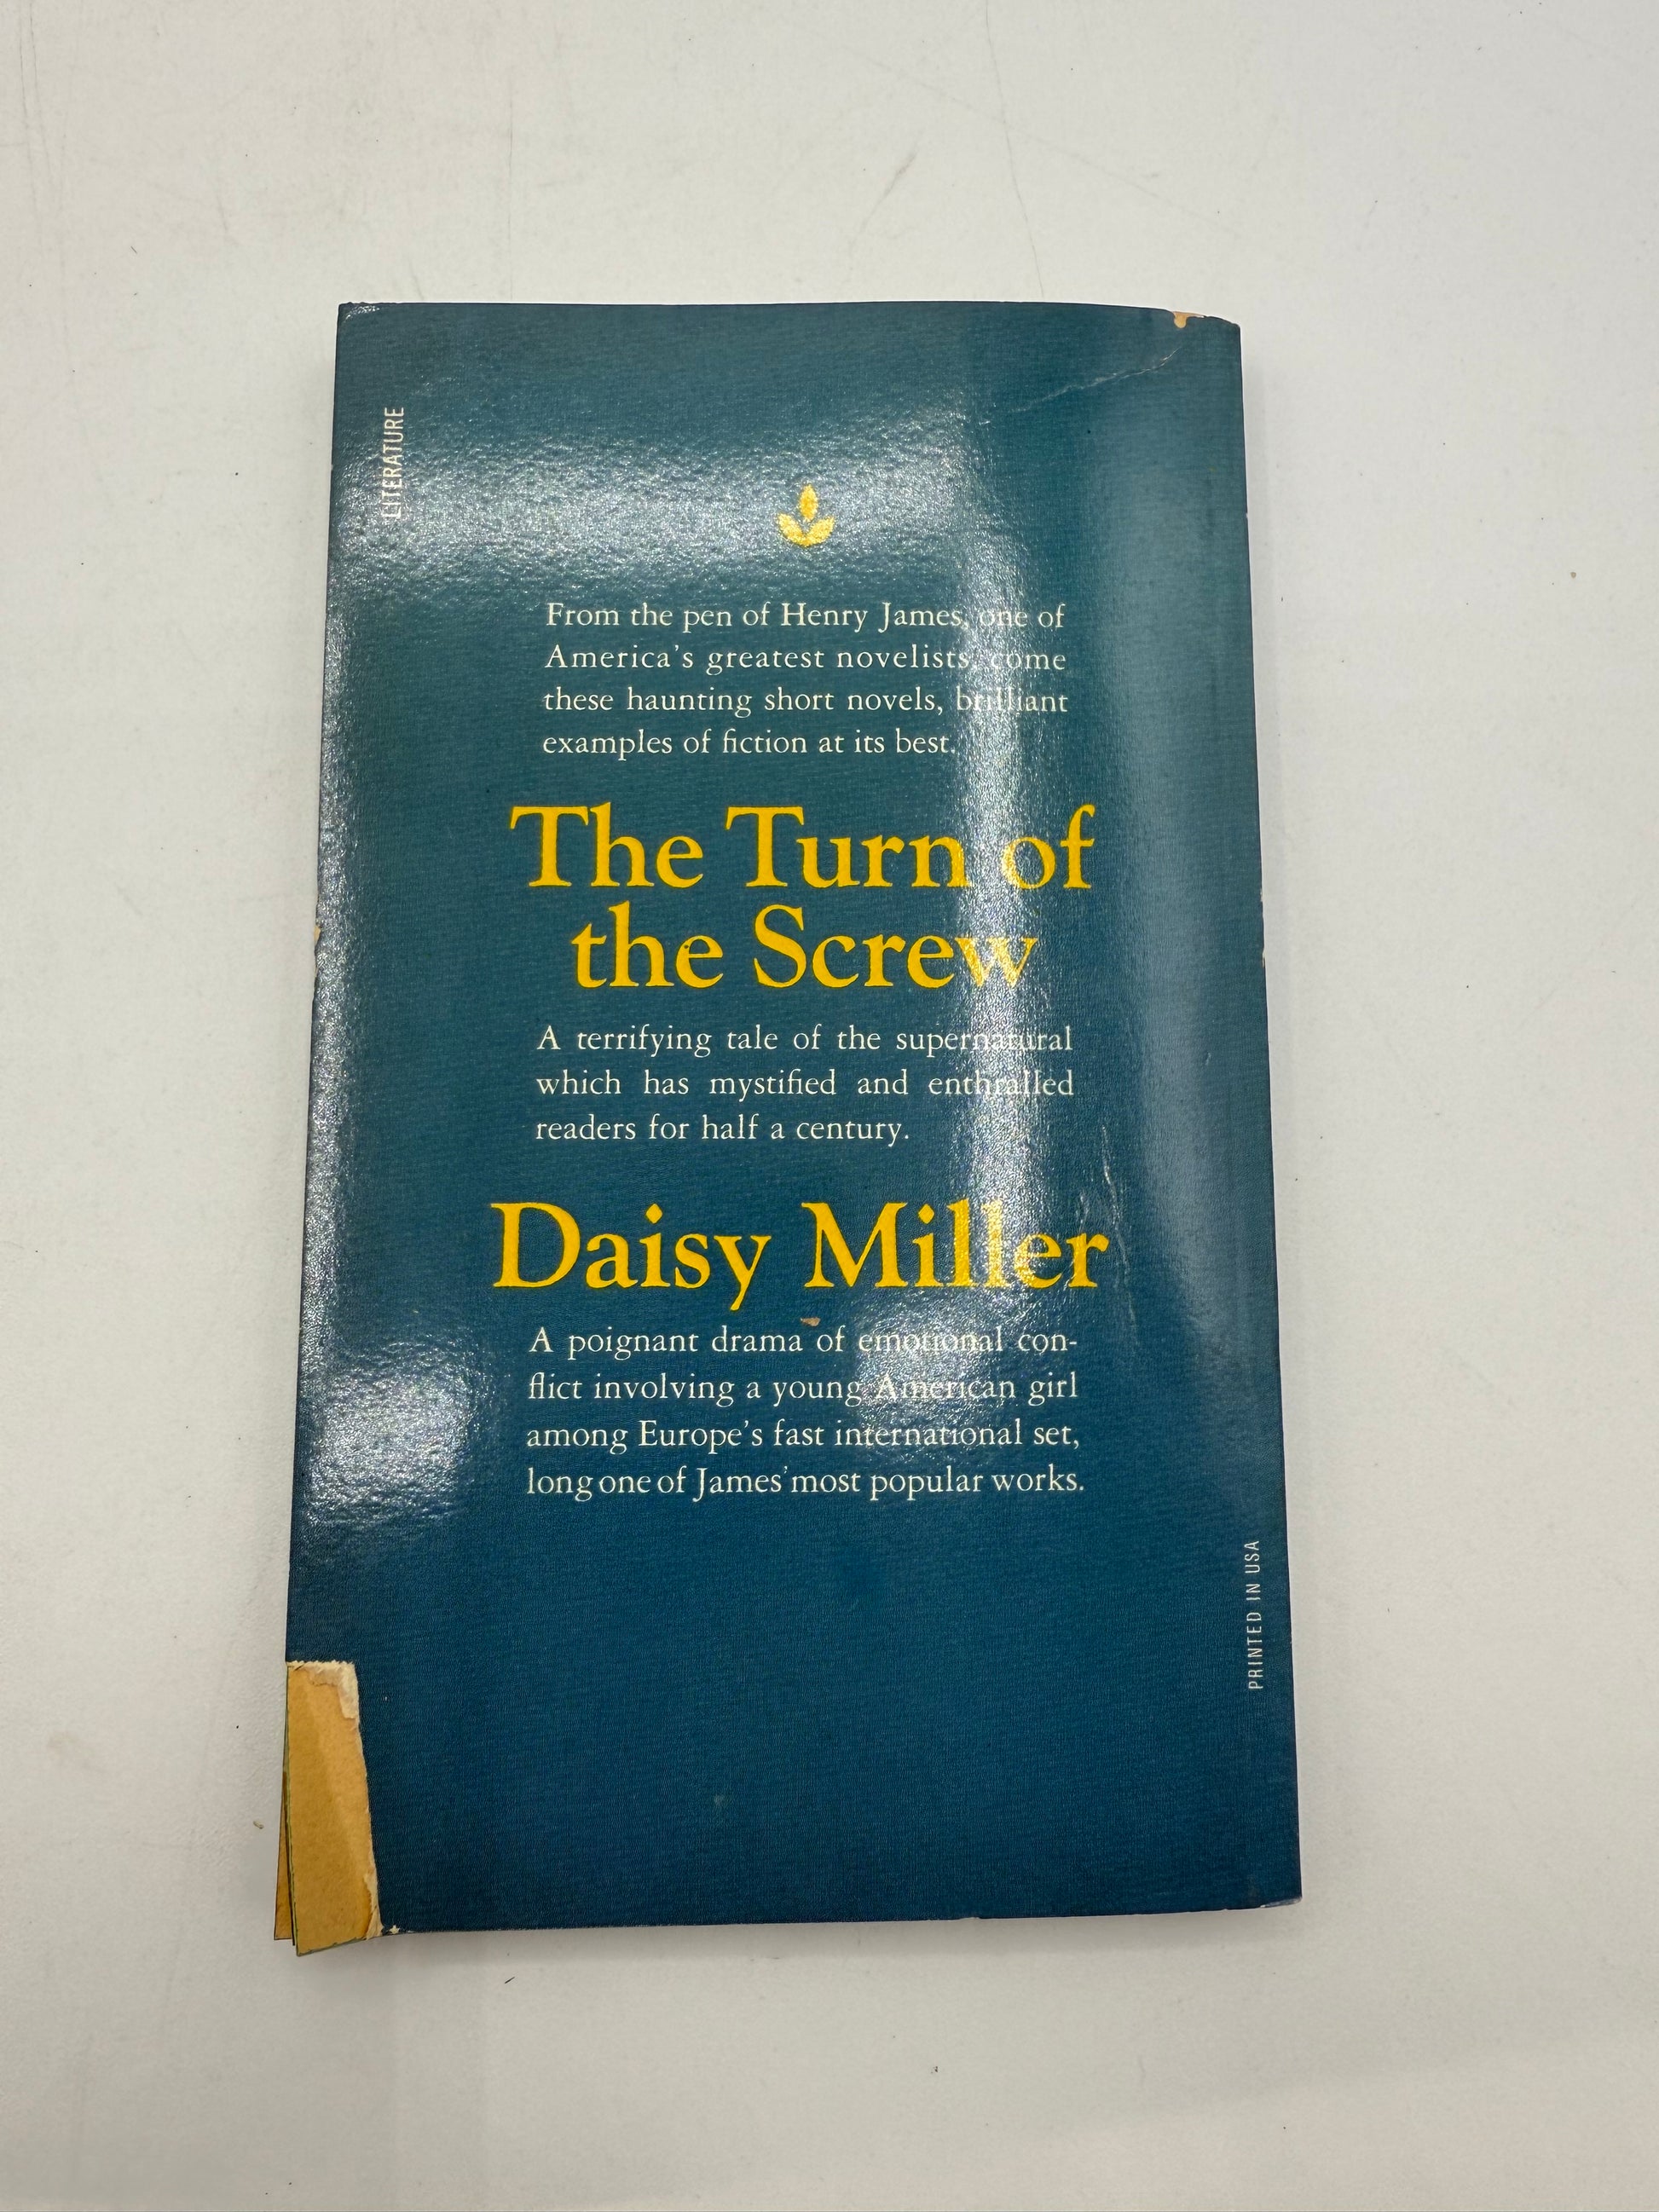 LITERATURE
From the pen of Henry James, one of
America's greatest novelists, come
these haunting short novels, brilliant
examples of fiction at its best.
The Turn of
the Screw
A terrifying tale of the supernatural
which has mystified and enthralled
readers for half a century.
Daisy Miller
A poignant drama of emotional con-
flict involving a young American girl
among Europe's fast international set,
long one of James' most popular works.
PRINTED IN USA